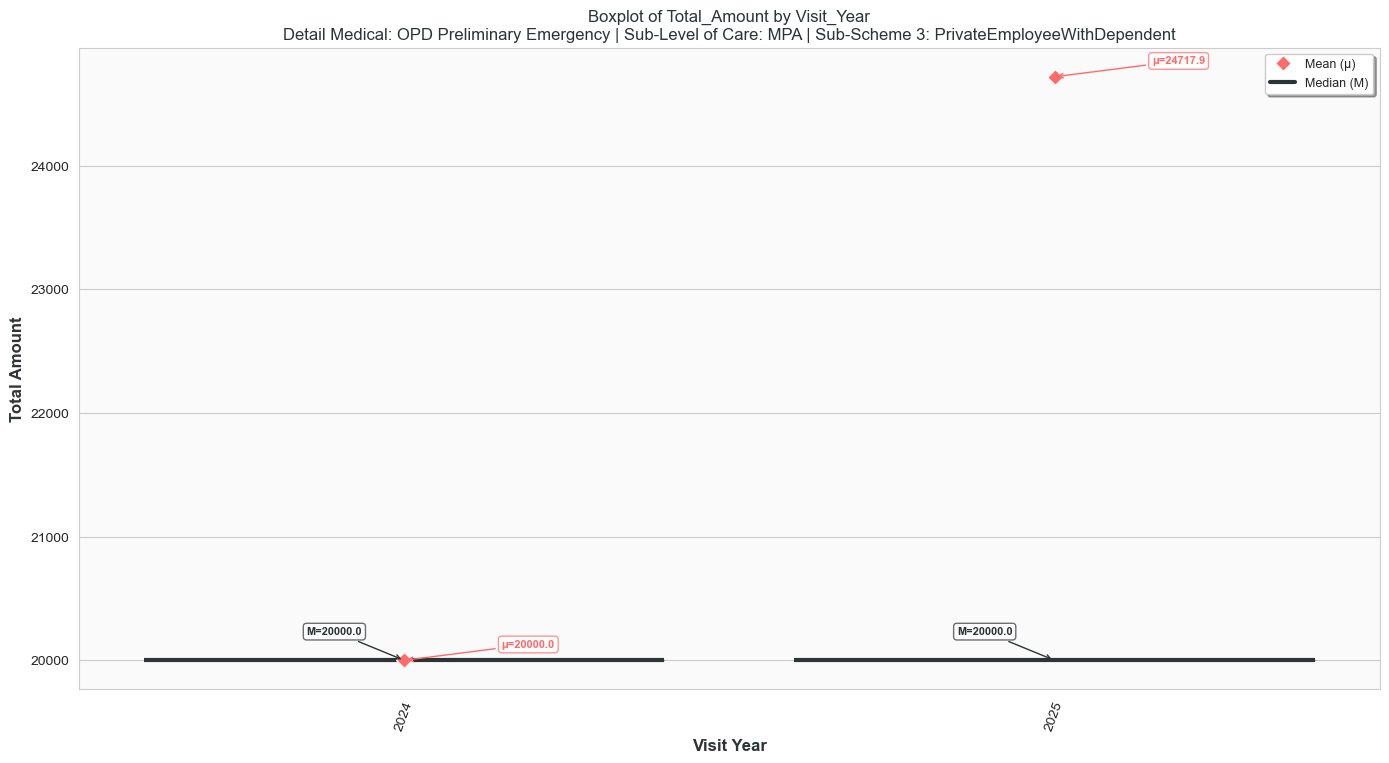 Boxplot of Total_Amount by Visit_Year
Detail Medical: OPD Preliminary Emergency | Sub-Level of Care: MPA | Sub-Scheme 3: PrivateEmployeeWithDependent
μ=24717.9
Mean (μ)
Median (M)
24000
23000
22000
21000
20000
Total Amount
M=20000.0
μ=20000.0
M=20000.0
2024
2025
Visit Year